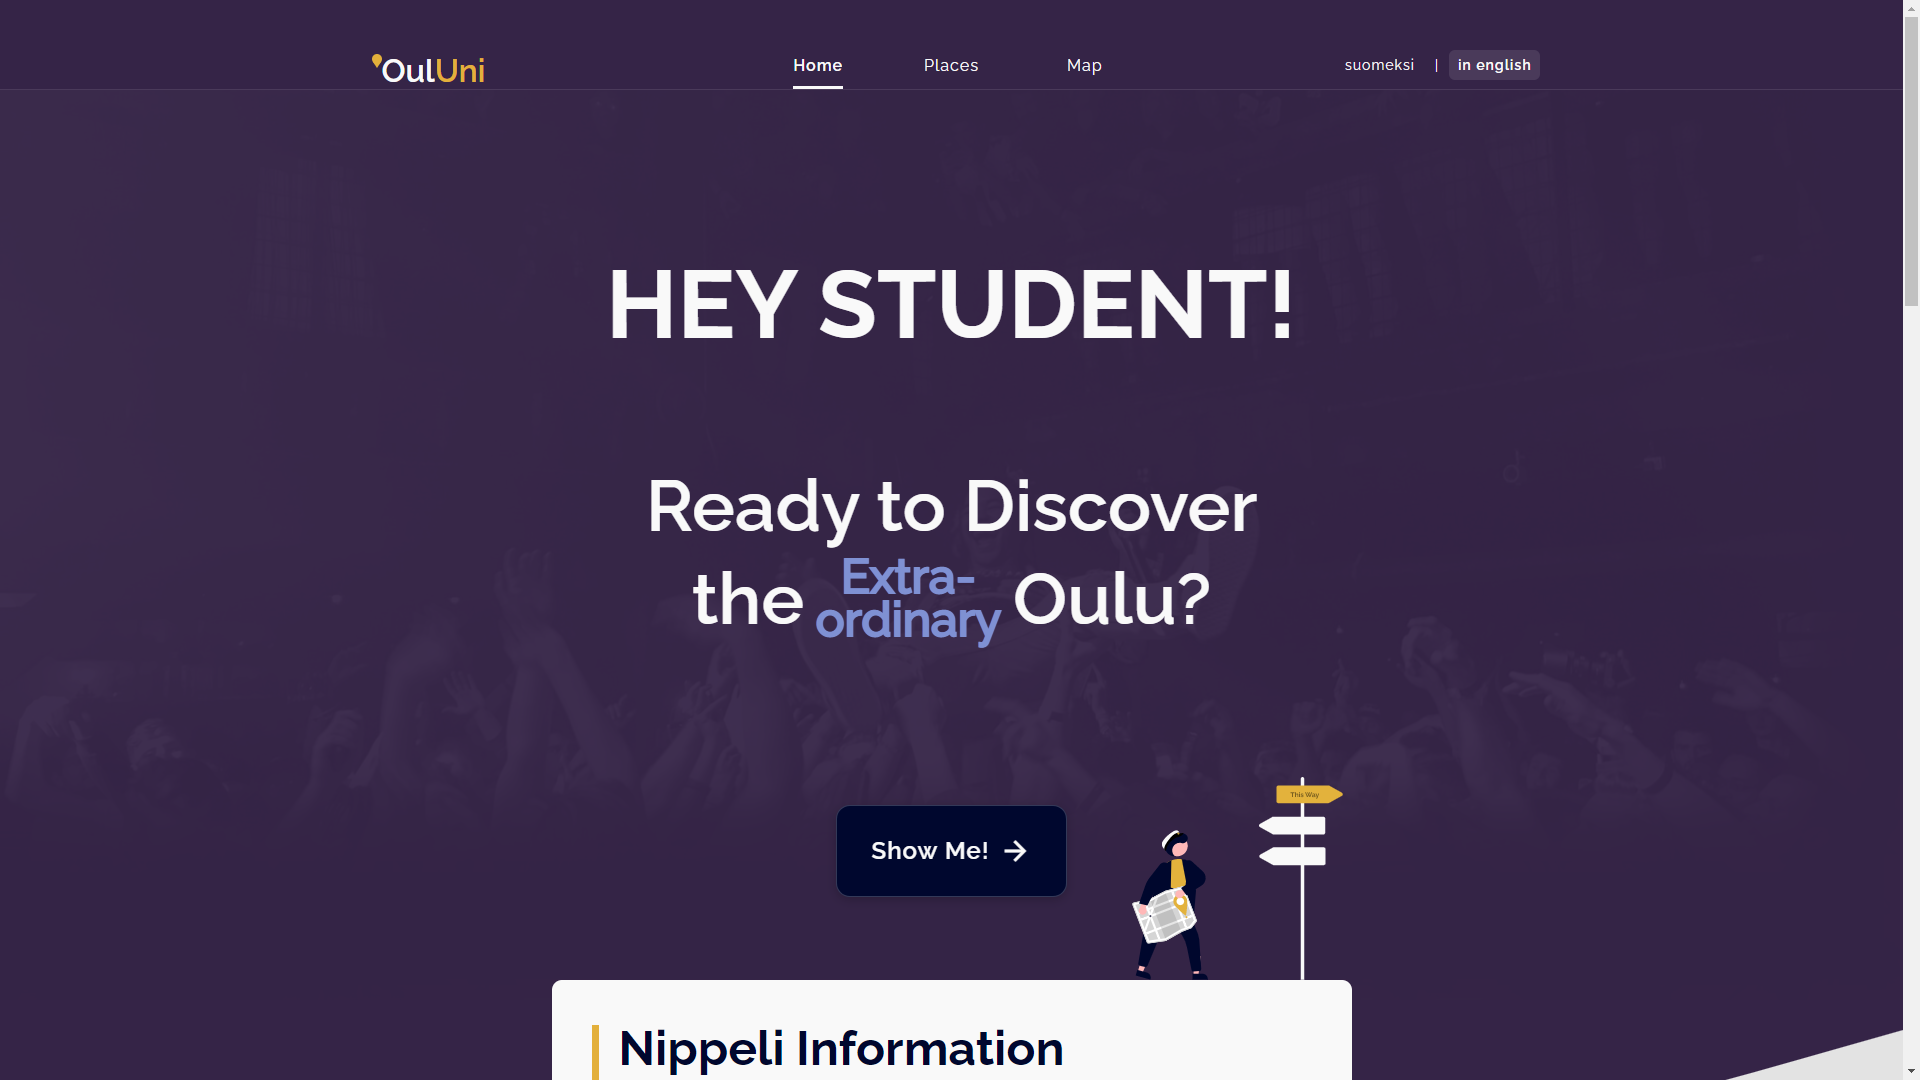 OulUni
Home
Places
Map
suomeksi
|
in english
HEY STUDENT!
Ready to Discover
the Extra-
ordinary Oulu?
This Way
Show Me!
Nippeli Information